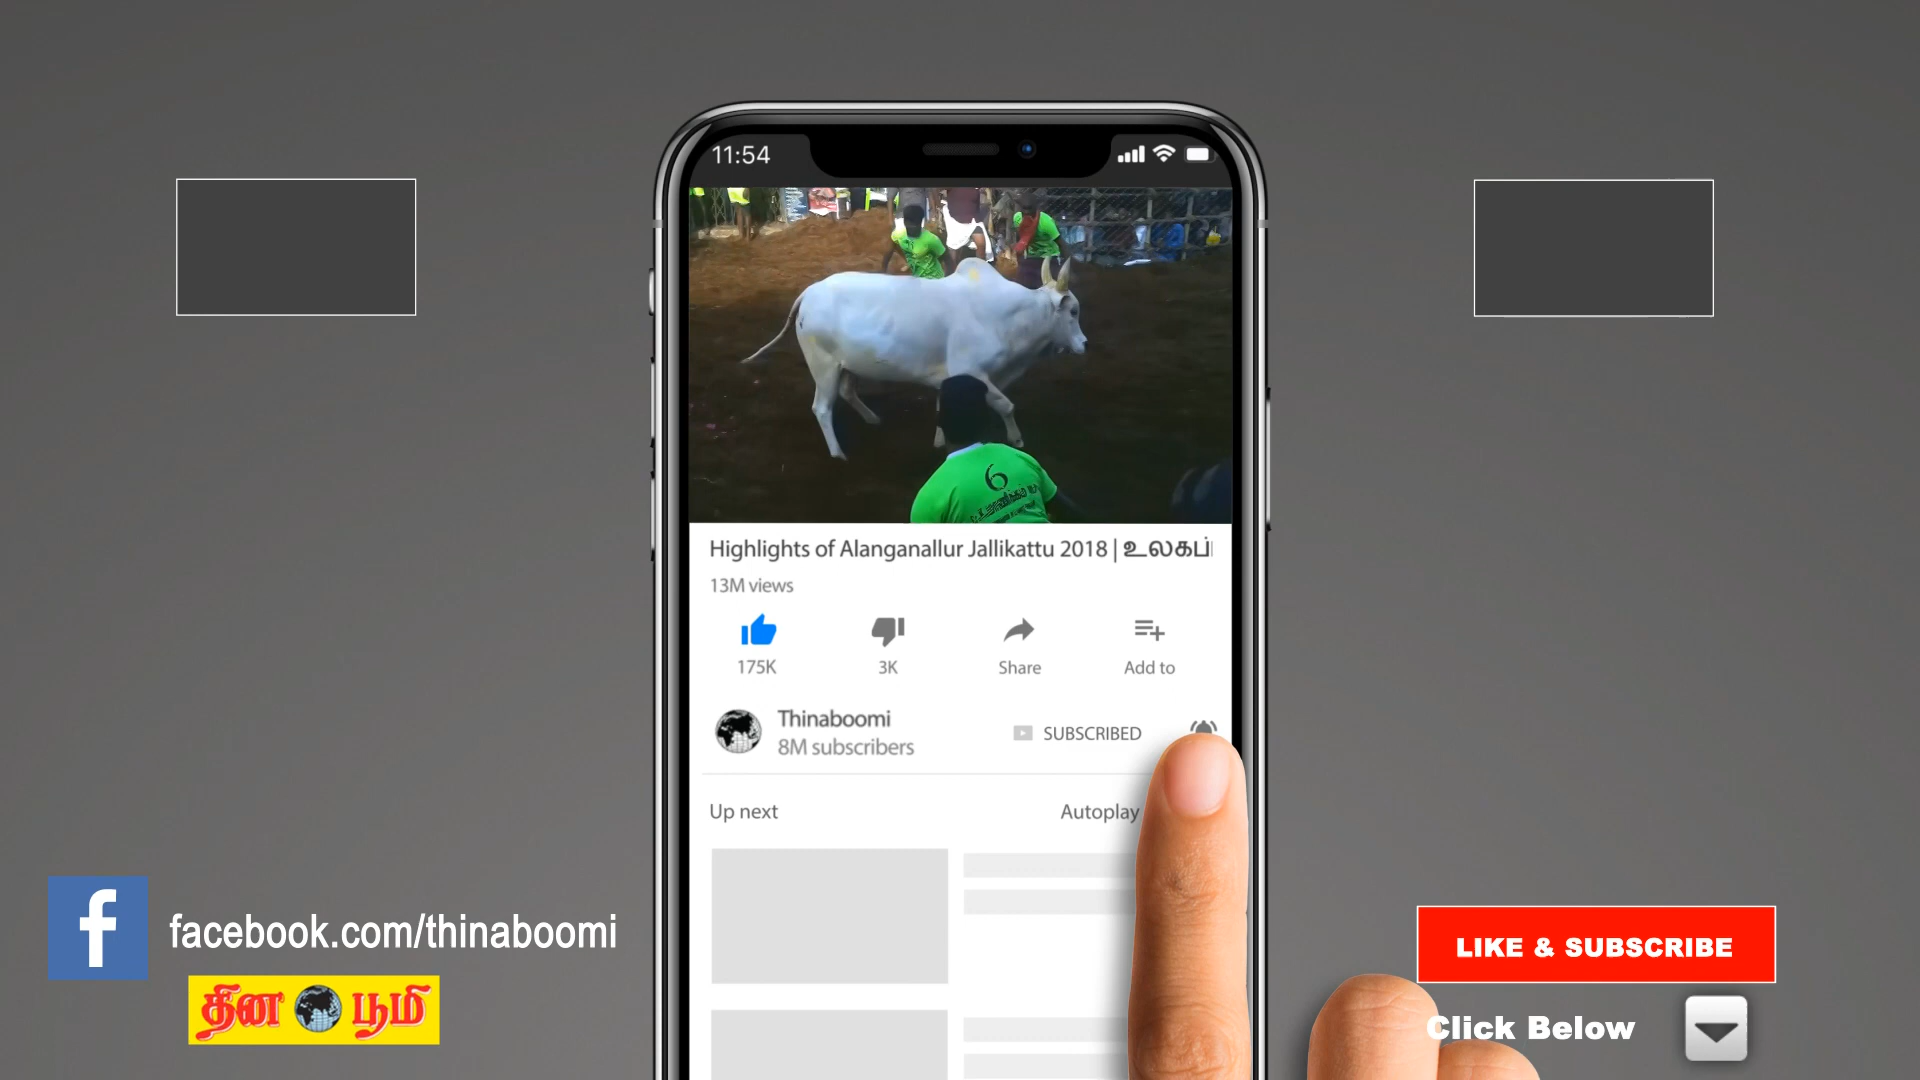 11:54
6
Highlights of Alanganallur Jallikattu 2018 | உலகப்
13M views
175K
3K
Share
Add to
Thinaboomi
8M subscribers
SUBSCRIBED
Up next
Autoplay
facebook.com/thinaboomi
தின பூமி
LIKE & SUBSCRIBE
Click Below